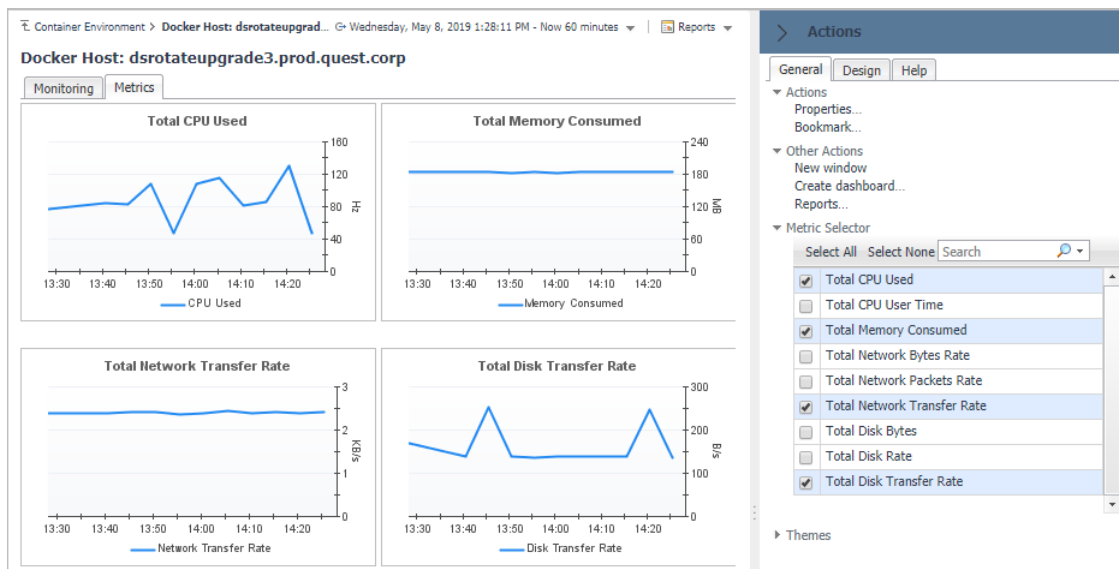 Container Environment > Docker Host: dsrotateupgrad... Wednesday, May 8, 2019 1:28:11 PM - Now 60 minutes Reports
Docker Host: dsrotateupgrade3.prod.quest.corp
Monitoring Metrics
Total CPU Used
160
120
80
40
0
Hz
13:30 13:40 13:50 14:00 14:10 14:20
CPU Used
Total Memory Consumed
240
180
120
60
0
MB
13:30 13:40 13:50 14:00 14:10 14:20
Memory Consumed
Total Network Transfer Rate
3
2
1
0
KB/s
13:30 13:40 13:50 14:00 14:10 14:20
Network Transfer Rate
Total Disk Transfer Rate
300
200
100
0
B/s
13:30 13:40 13:50 14:00 14:10 14:20
Disk Transfer Rate
Actions
General Design Help
Actions
Properties...
Bookmark...
Other Actions
New window
Create dashboard...
Reports...
Metric Selector
Select All Select None Search
Total CPU Used
Total CPU User Time
Total Memory Consumed
Total Network Bytes Rate
Total Network Packets Rate
Total Network Transfer Rate
Total Disk Bytes
Total Disk Rate
Total Disk Transfer Rate
Themes